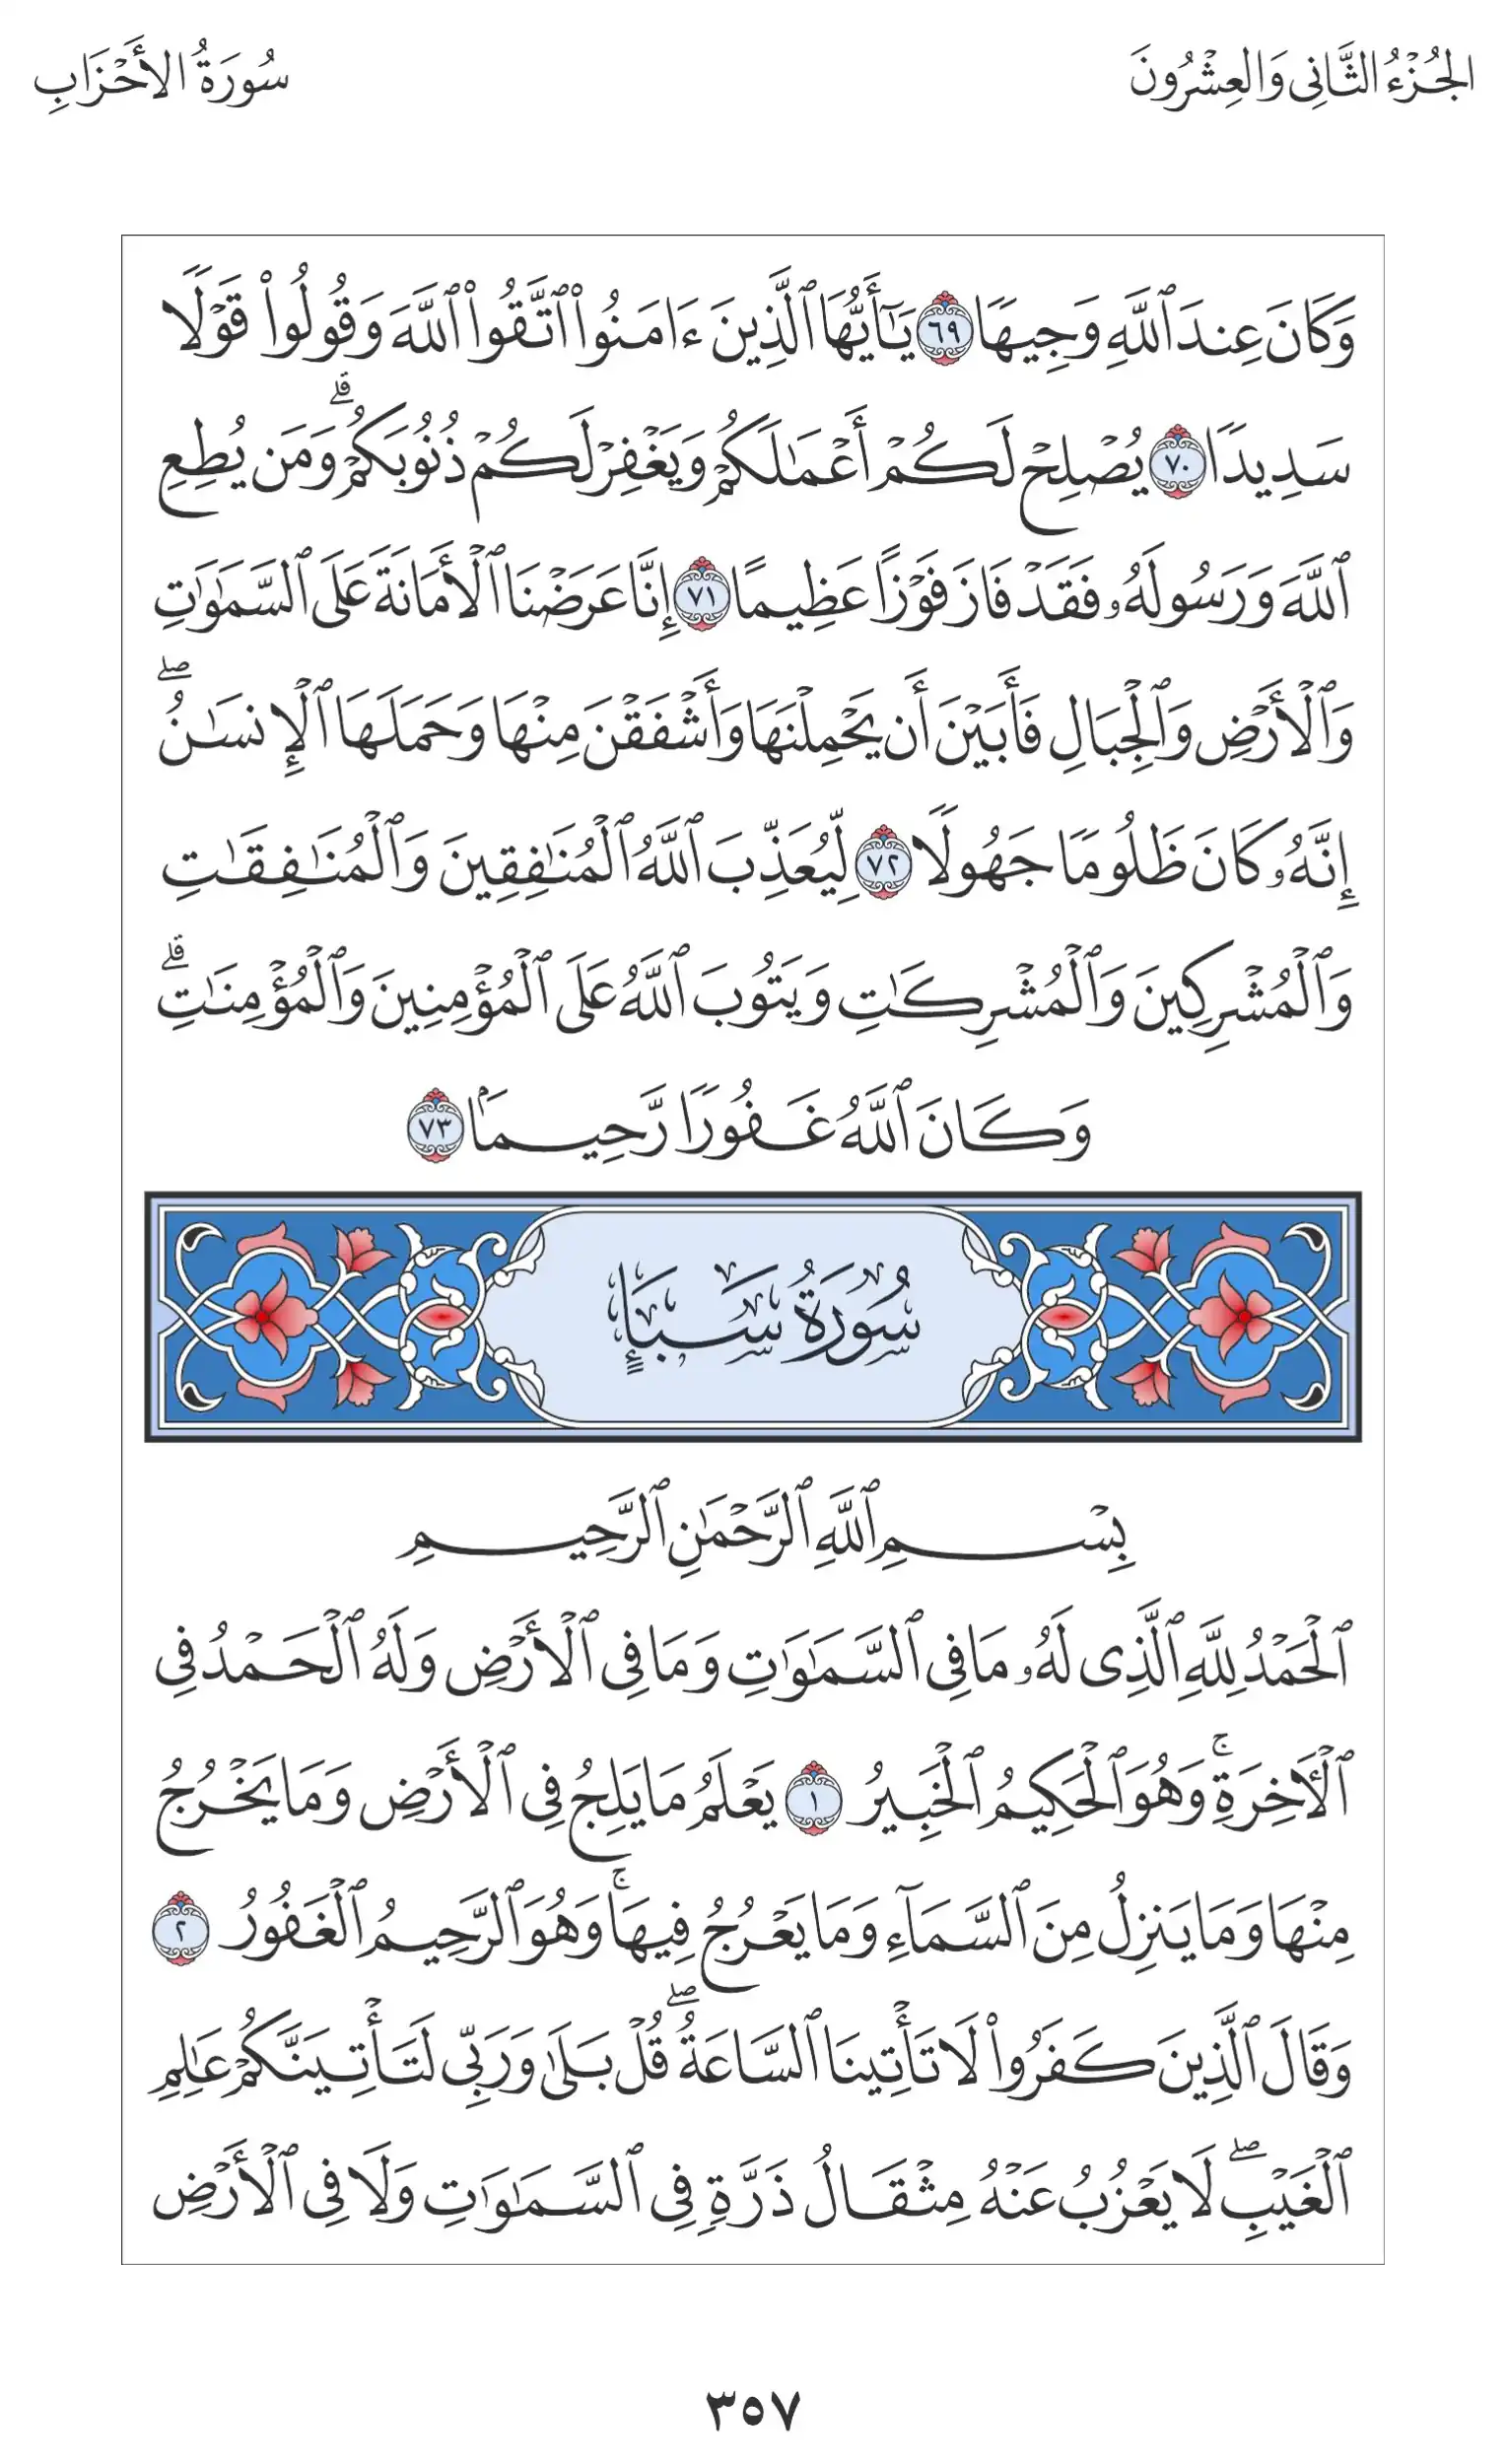 الجُزْءُ الثَّانِى وَالعِشْرُونَ
سُورَةُ الأَحْزَابِ
وَكَانَ عِندَ ٱللَّهِ وَجِيهًا ٦٩ يَـٰٓأَيُّهَا ٱلَّذِينَ ءَامَنُوا۟ ٱتَّقُوا۟ ٱللَّهَ وَقُولُوا۟ قَوْلًا
سَدِيدًا ٧٠ يُصْلِحْ لَكُمْ أَعْمَـٰلَكُمْ وَيَغْفِرْ لَكُمْ ذُنُوبَكُمْ ۗ وَمَن يُطِعِ
ٱللَّهَ وَرَسُولَهُۥ فَقَدْ فَازَ فَوْزًا عَظِيمًا ٧١ إِنَّا عَرَضْنَا ٱلْأَمَانَةَ عَلَى ٱلسَّمَـٰوَٰتِ
وَٱلْأَرْضِ وَٱلْجِبَالِ فَأَبَيْنَ أَن يَحْمِلْنَهَا وَأَشْفَقْنَ مِنْهَا وَحَمَلَهَا ٱلْإِنسَـٰنُ ۖ
إِنَّهُۥ كَانَ ظَلُومًا جَهُولًا ٧٢ لِّيُعَذِّبَ ٱللَّهُ ٱلْمُنَـٰفِقِينَ وَٱلْمُنَـٰفِقَـٰتِ
وَٱلْمُشْرِكِينَ وَٱلْمُشْرِكَـٰتِ وَيَتُوبَ ٱللَّهُ عَلَى ٱلْمُؤْمِنِينَ وَٱلْمُؤْمِنَـٰتِ ۗ
وَكَانَ ٱللَّهُ غَفُورًا رَّحِيمًۢا ٧٣
سُورَةُ سَبَإٍ
بِسْمِ ٱللَّهِ ٱلرَّحْمَـٰنِ ٱلرَّحِيمِ
ٱلْحَمْدُ لِلَّهِ ٱلَّذِى لَهُۥ مَا فِى ٱلسَّمَـٰوَٰتِ وَمَا فِى ٱلْأَرْضِ وَلَهُ ٱلْحَمْدُ فِى
ٱلْـَٔاخِرَةِ ۚ وَهُوَ ٱلْحَكِيمُ ٱلْخَبِيرُ ١ يَعْلَمُ مَا يَلِجُ فِى ٱلْأَرْضِ وَمَا يَخْرُجُ
مِنْهَا وَمَا يَنزِلُ مِنَ ٱلسَّمَآءِ وَمَا يَعْرُجُ فِيهَا ۚ وَهُوَ ٱلرَّحِيمُ ٱلْغَفُورُ ٢
وَقَالَ ٱلَّذِينَ كَفَرُوا۟ لَا تَأْتِينَا ٱلسَّاعَةُ ۖ قُلْ بَلَىٰ وَرَبِّى لَتَأْتِيَنَّكُمْ عَـٰلِمِ
ٱلْغَيْبِ ۖ لَا يَعْزُبُ عَنْهُ مِثْقَالُ ذَرَّةٍ فِى ٱلسَّمَـٰوَٰتِ وَلَا فِى ٱلْأَرْضِ
٣٥٧